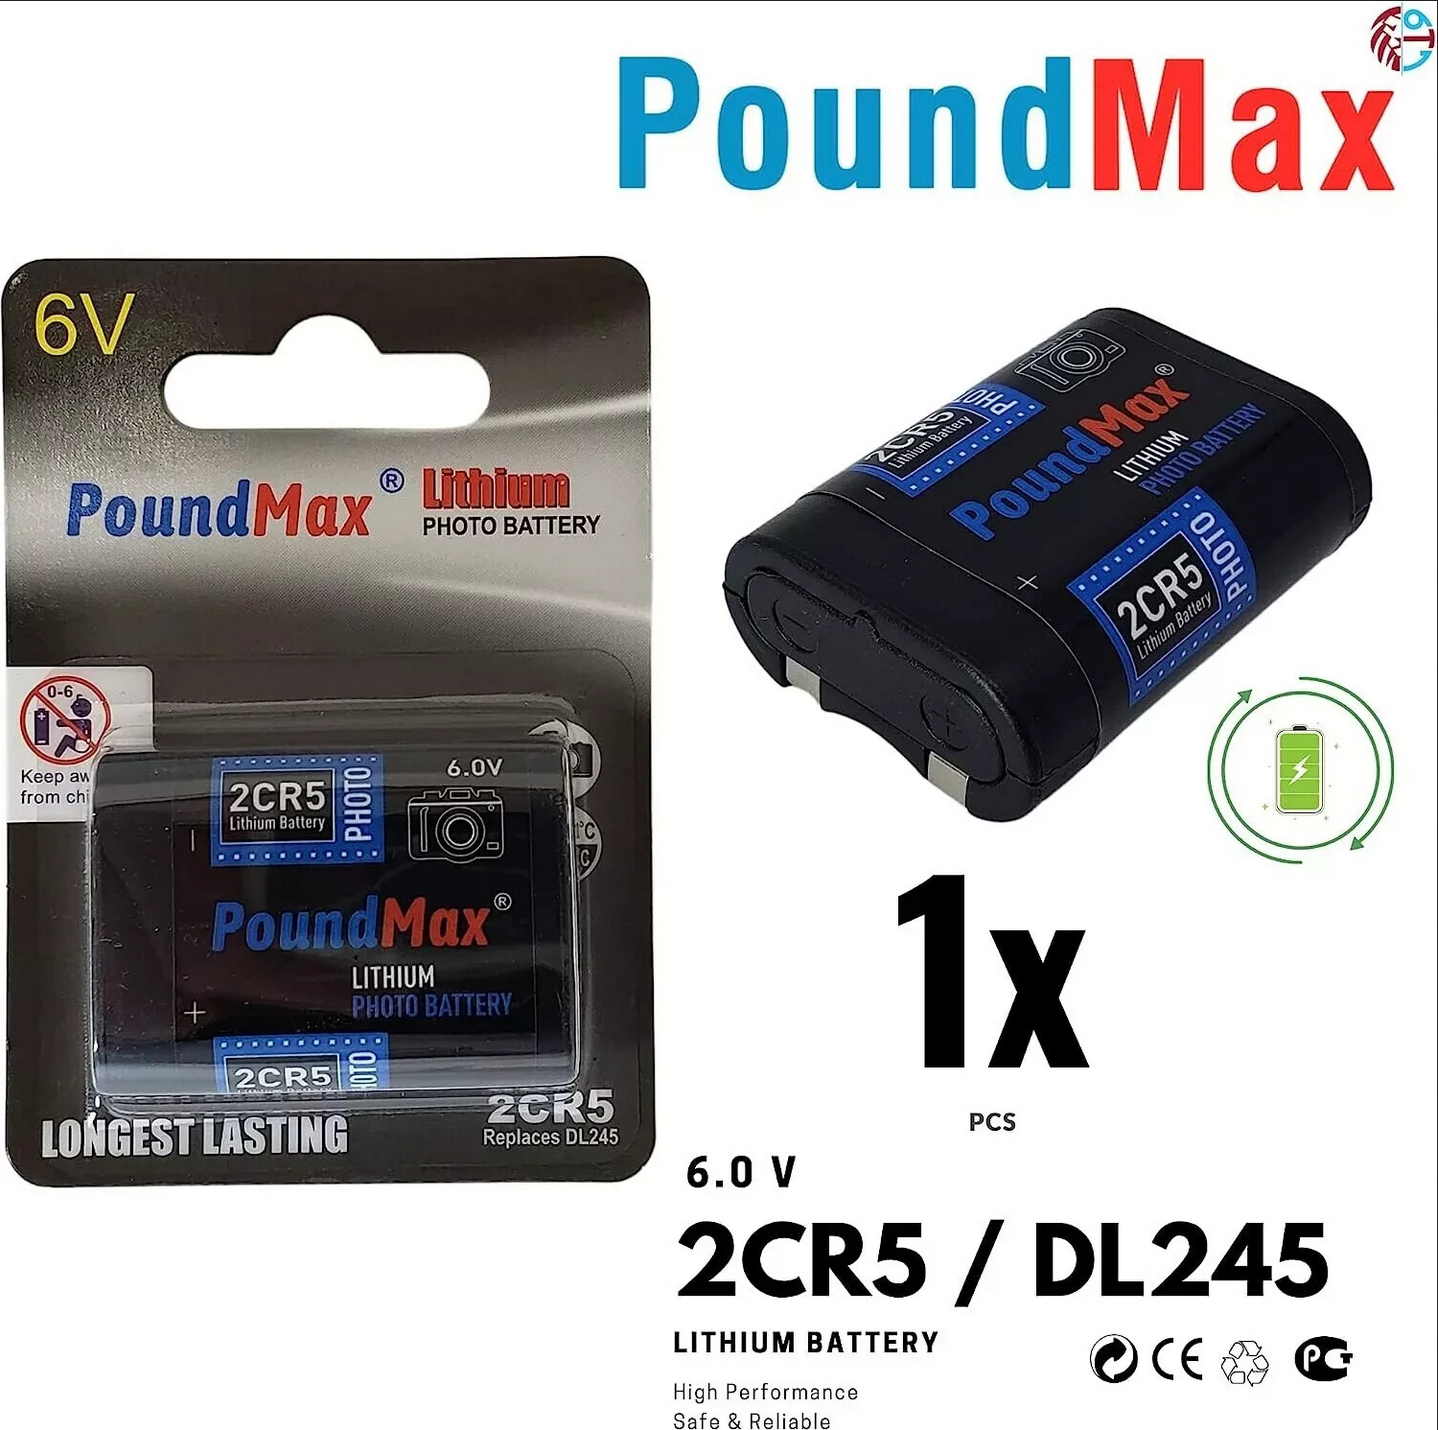 PoundMax
6V
PoundMax® Lithium
PHOTO BATTERY
0-6
Keep aw
from chi
2CR5
Lithium Battery
PHOTO
6.0V
PoundMax®
LITHIUM
PHOTO BATTERY
2CR5
LONGEST LASTING
2CR5
Replaces DL245
2CR5
Lithium Battery
PHOTO
PoundMax®
LITHIUM
PHOTO BATTERY
2CR5
Lithium Battery
PHOTO
1x
PCS
6.0 V
2CR5 / DL245
LITHIUM BATTERY
CE
High Performance
Safe & Reliable